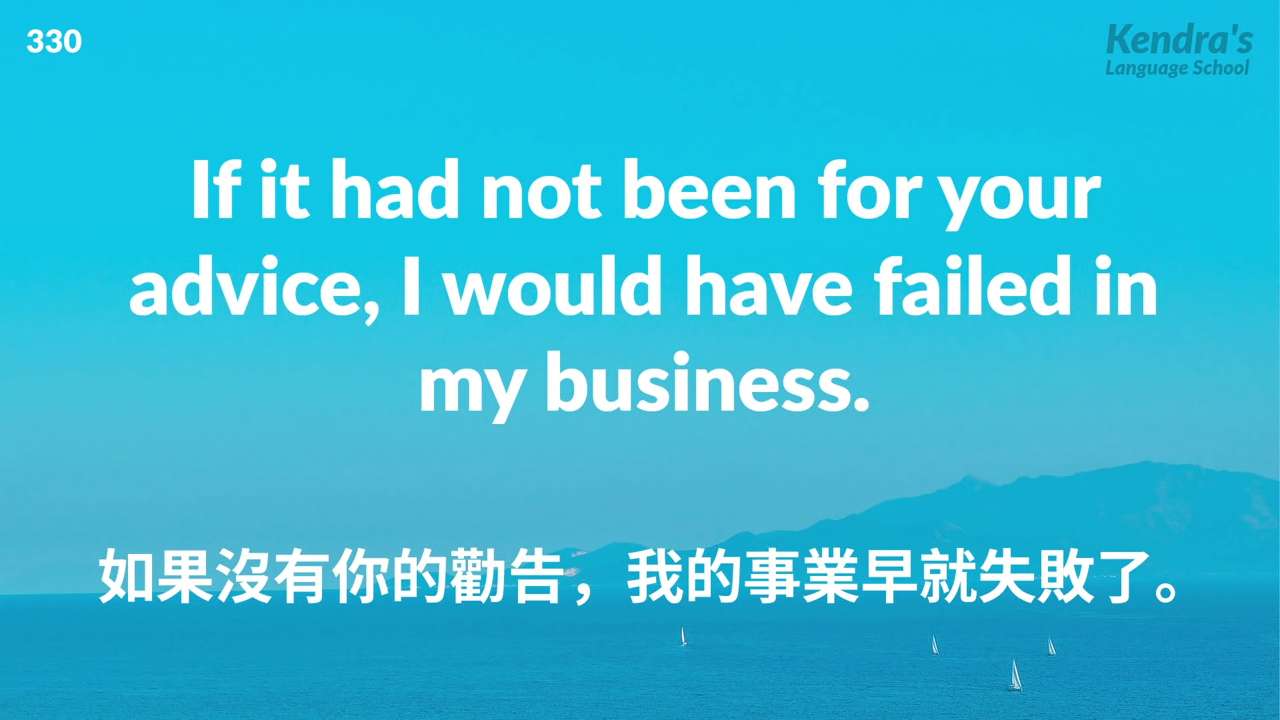 330
Kendra's
Language School
If it had not been for your
advice, I would have failed in
my business.
如果沒有你的勸告，我的事業早就失敗了。